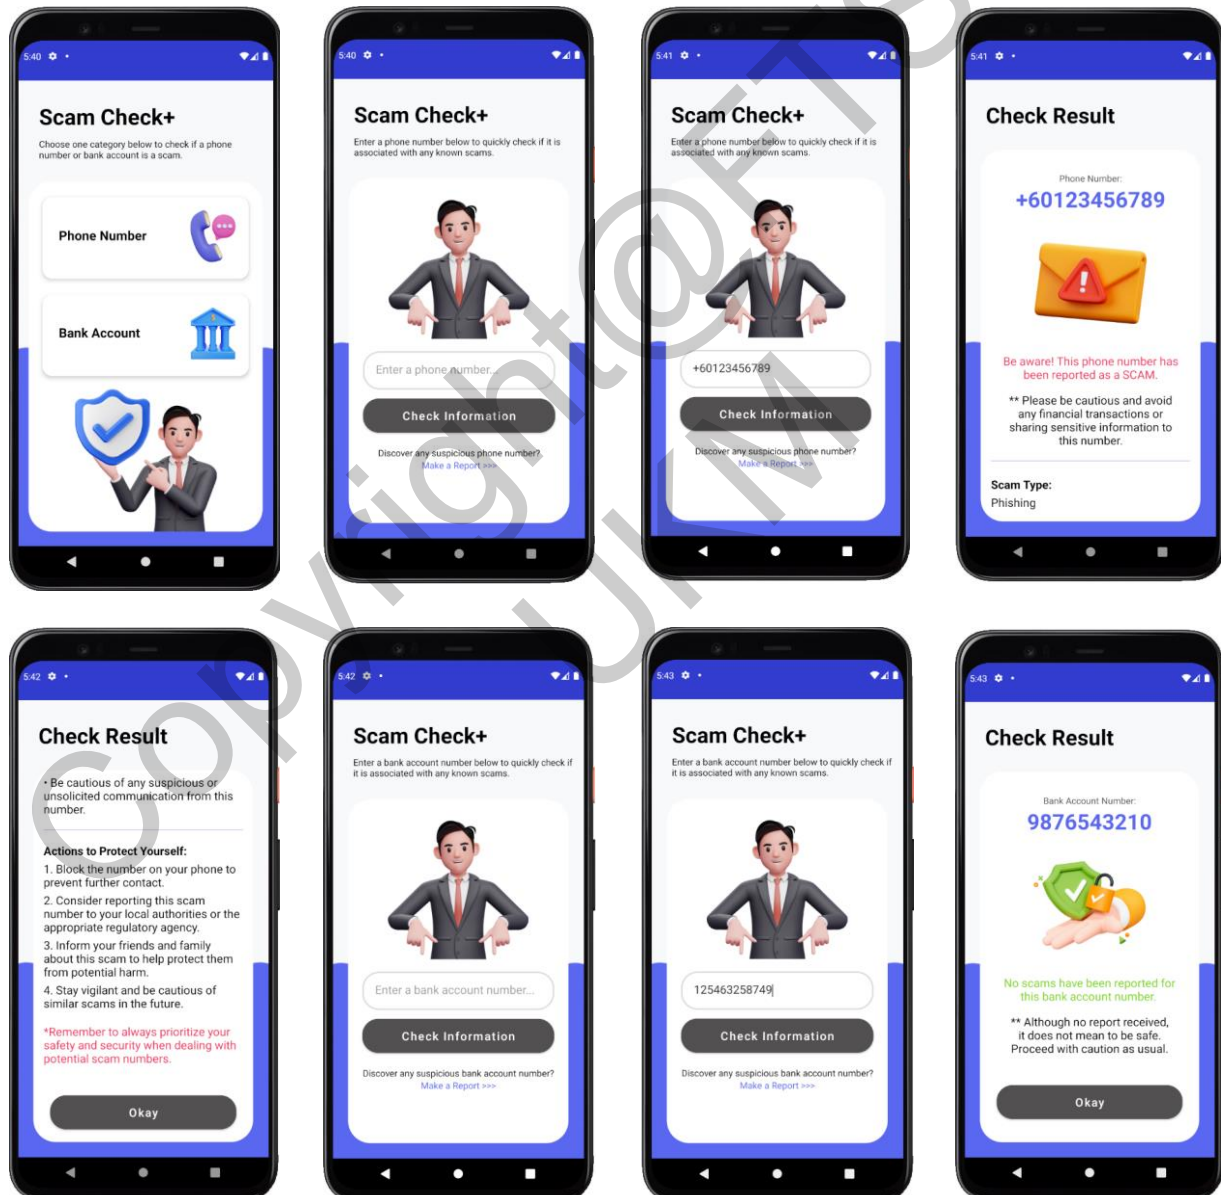 5:40
Scam Check+
Choose one category below to check if a phone
number or bank account is a scam.
Phone Number
Bank Account
5:40
Scam Check+
Enter a phone number below to quickly check if it is
associated with any known scams.
Enter a phone number...
Check Information
Discover any suspicious phone number?
Make a Report >>>
5:41
Scam Check+
Enter a phone number below to quickly check if it is
associated with any known scams.
+60123456789
Check Information
Discover any suspicious phone number?
Make a Report >>>
5:41
Check Result
Phone Number:
+60123456789
Be aware! This phone number has
been reported as a SCAM.
** Please be cautious and avoid
any financial transactions or
sharing sensitive information to
this number.
Scam Type:
Phishing
5:42
Check Result
• Be cautious of any suspicious or
unsolicited communication from this
number.
Actions to Protect Yourself:
1. Block the number on your phone to
prevent further contact.
2. Consider reporting this scam
number to your local authorities or the
appropriate regulatory agency.
3. Inform your friends and family
about this scam to help protect them
from potential harm.
4. Stay vigilant and be cautious of
similar scams in the future.
*Remember to always prioritize your
safety and security when dealing with
potential scam numbers.
Okay
5:42
Scam Check+
Enter a bank account number below to quickly check if
it is associated with any known scams.
Enter a bank account number...
Check Information
Discover any suspicious bank account number?
Make a Report >>>
5:43
Scam Check+
Enter a bank account number below to quickly check if
it is associated with any known scams.
125463258749
Check Information
Discover any suspicious bank account number?
Make a Report >>>
5:43
Check Result
Bank Account Number:
9876543210
No scams have been reported for
this bank account number.
** Although no report received,
it does not mean to be safe.
Proceed with caution as usual.
Okay
Copyright@FTS
UKM